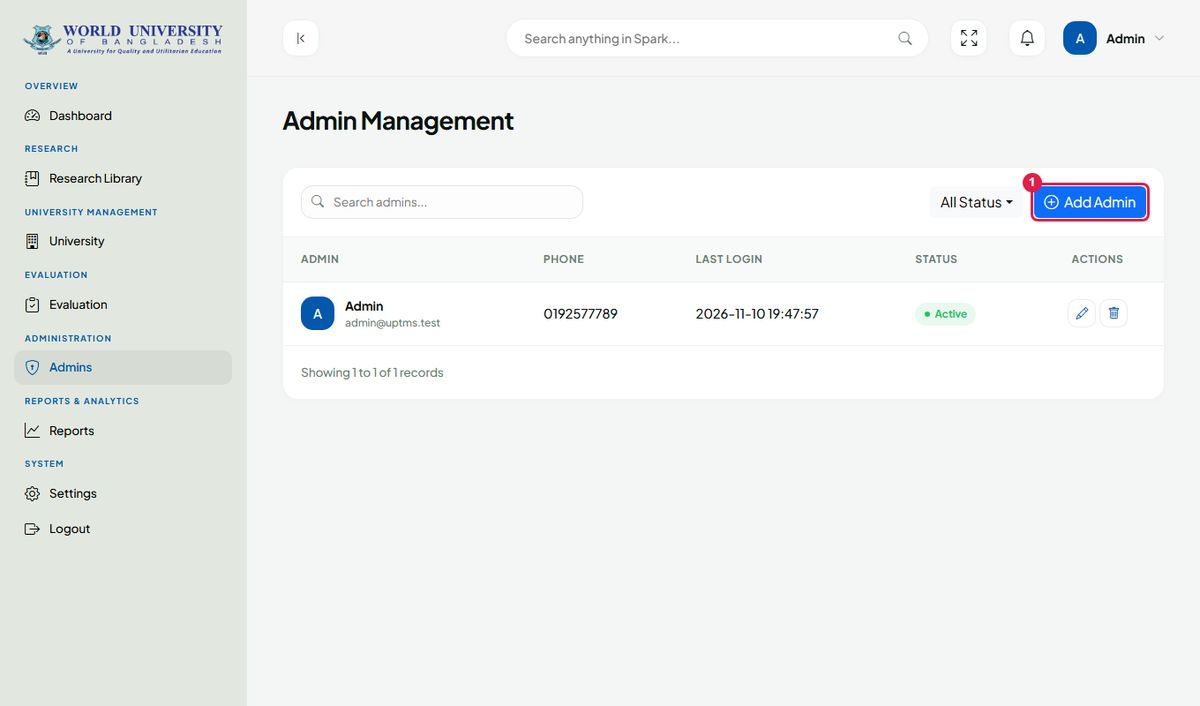 WORLD UNIVERSITY
OF BANGLADESH
A University for Quality and Utilitarian Education
OVERVIEW
Dashboard
RESEARCH
Research Library
UNIVERSITY MANAGEMENT
University
EVALUATION
Evaluation
ADMINISTRATION
Admins
REPORTS & ANALYTICS
Reports
SYSTEM
Settings
Logout
Search anything in Spark...
A Admin
Admin Management
Search admins...
All Status
1
Add Admin
ADMIN PHONE LAST LOGIN STATUS ACTIONS
A Admin 0192577789 2026-11-10 19:47:57 Active
admin@uptms.test
Showing 1 to 1 of 1 records